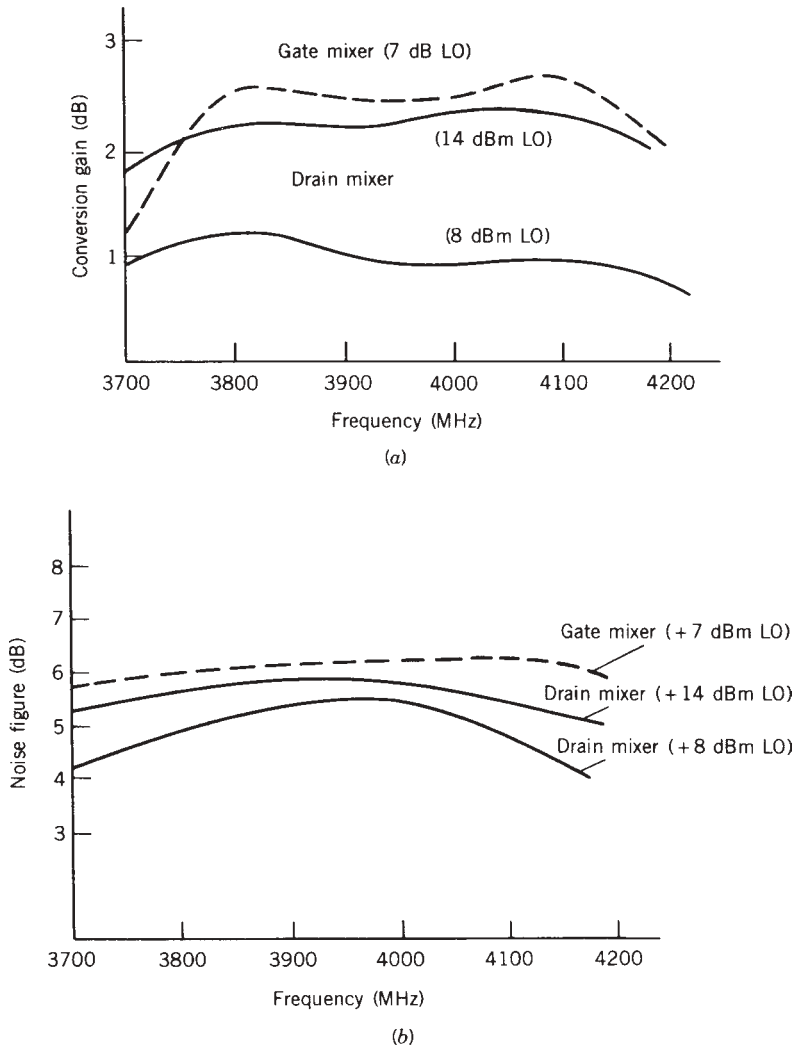 3
Gate mixer (7 dB LO)
(14 dBm LO)
2
Drain mixer
(8 dBm LO)
1
Conversion gain (dB)
3700 3800 3900 4000 4100 4200
Frequency (MHz)
(a)
8
7
Gate mixer (+7 dBm LO)
6
Drain mixer (+14 dBm LO)
5
Drain mixer (+8 dBm LO)
4
3
Noise figure (dB)
3700 3800 3900 4000 4100 4200
Frequency (MHz)
(b)